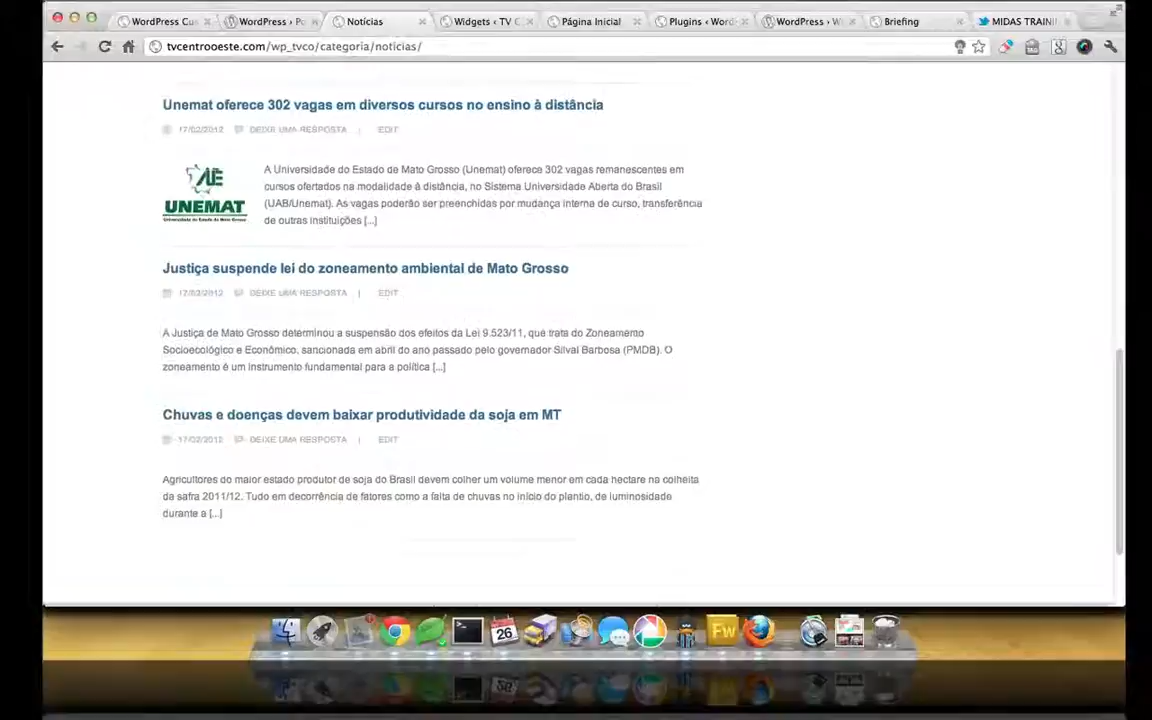 WordPress Cu
WordPress › Po
Notícias
Widgets ‹ TV C
Página Inicial
Plugins ‹ Word
WordPress › W
Briefing
MIDAS TRAINI
tvcentrooeste.com/wp_tvco/categoria/noticias/
Unemat oferece 302 vagas em diversos cursos no ensino à distância
17/02/2012 DEIXE UMA RESPOSTA | EDIT
A Universidade do Estado de Mato Grosso (Unemat) oferece 302 vagas remanescentes em
cursos ofertados na modalidade à distância, no Sistema Universidade Aberta do Brasil
(UAB/Unemat). As vagas poderão ser preenchidas por mudança interna de curso, transferência
de outras instituições [...]
UNEMAT
Universidade do Estado de Mato Grosso
Justiça suspende lei do zoneamento ambiental de Mato Grosso
17/02/2012 DEIXE UMA RESPOSTA | EDIT
A Justiça de Mato Grosso determinou a suspensão dos efeitos da Lei 9.523/11, que trata do Zoneamento
Socioecológico e Econômico, sancionada em abril do ano passado pelo governador Silval Barbosa (PMDB). O
zoneamento é um instrumento fundamental para a política [...]
Chuvas e doenças devem baixar produtividade da soja em MT
17/02/2012 DEIXE UMA RESPOSTA | EDIT
Agricultores do maior estado produtor de soja do Brasil devem colher um volume menor em cada hectare na colheita
da safra 2011/12. Tudo em decorrência de fatores como a falta de chuvas no início do plantio, de luminosidade
durante a [...]
26
Fw